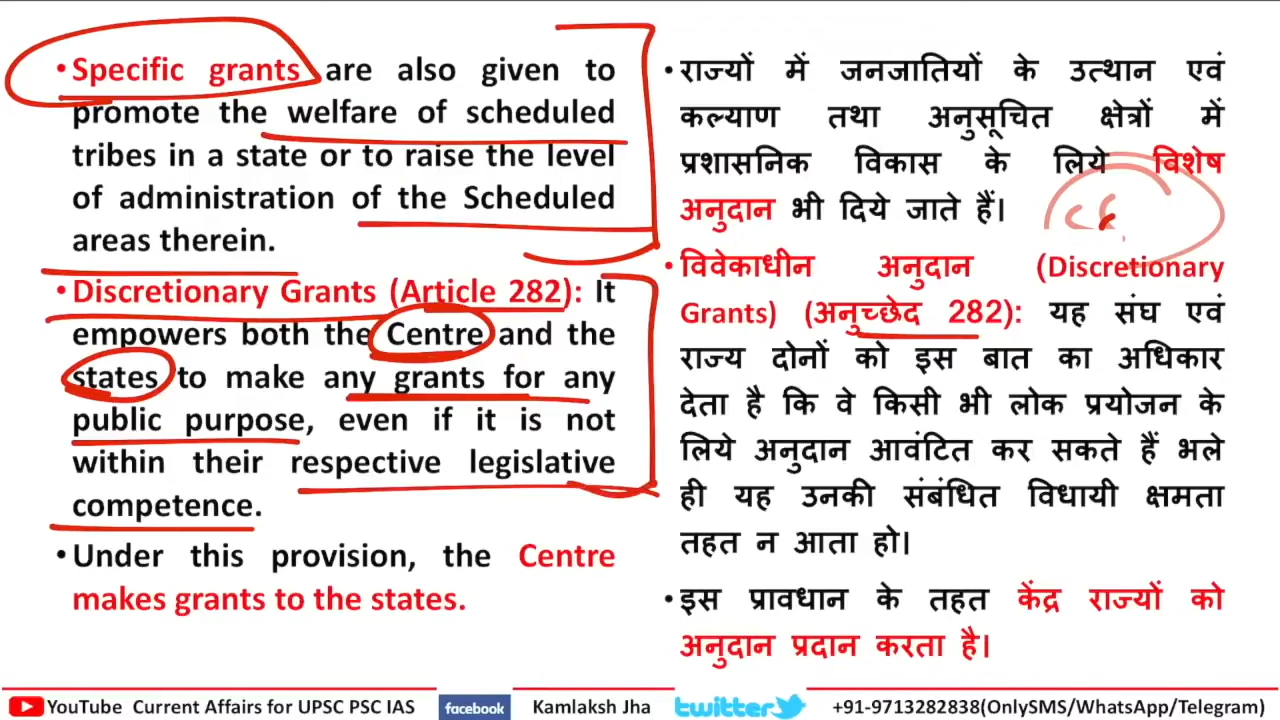 •Specific grants are also given to
promote the welfare of scheduled
tribes in a state or to raise the level
of administration of the Scheduled
areas therein.
•Discretionary Grants (Article 282): It
empowers both the Centre and the
states to make any grants for any
public purpose, even if it is not
within their respective legislative
competence.
•Under this provision, the Centre
makes grants to the states.
•राज्यों में जनजातियों के उत्थान एवं
कल्याण तथा अनुसूचित क्षेत्रों में
प्रशासनिक विकास के लिये विशेष
अनुदान भी दिये जाते हैं।
•विवेकाधीन अनुदान (Discretionary
Grants) (अनुच्छेद 282): यह संघ एवं
राज्य दोनों को इस बात का अधिकार
देता है कि वे किसी भी लोक प्रयोजन के
लिये अनुदान आवंटित कर सकते हैं भले
ही यह उनकी संबंधित विधायी क्षमता
तहत न आता हो।
•इस प्रावधान के तहत केंद्र राज्यों को
अनुदान प्रदान करता है।
YouTube Current Affairs for UPSC PSC IAS facebook Kamlaksh Jha twitter +91-9713282838(OnlySMS/WhatsApp/Telegram)